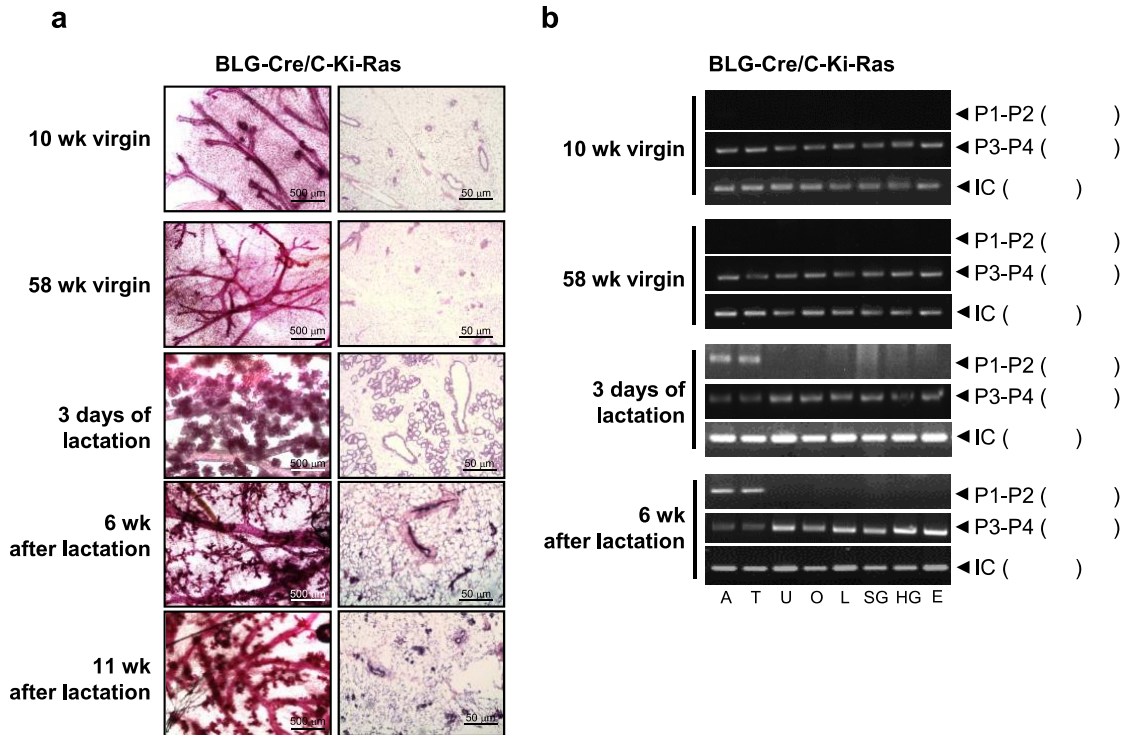 a
BLG-Cre/C-Ki-Ras
10 wk virgin
500 µm
50 µm
58 wk virgin
500 µm
50 µm
3 days of
lactation
500 µm
50 µm
6 wk
after lactation
500 µm
50 µm
11 wk
after lactation
500 µm
50 µm
b
BLG-Cre/C-Ki-Ras
10 wk virgin
P1-P2 ( )
P3-P4 ( )
IC ( )
58 wk virgin
P1-P2 ( )
P3-P4 ( )
IC ( )
3 days of
lactation
P1-P2 ( )
P3-P4 ( )
IC ( )
6 wk
after lactation
P1-P2 ( )
P3-P4 ( )
IC ( )
A T U O L SG HG E